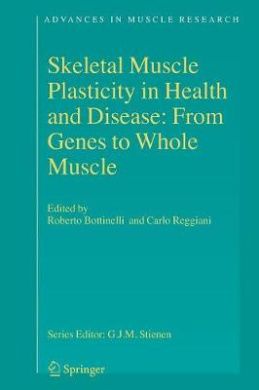 ADVANCES IN MUSCLE RESEARCH
Skeletal Muscle
Plasticity in Health
and Disease: From
Genes to Whole
Muscle
Edited by
Roberto Bottinelli and Carlo Reggiani
Series Editor: G.J.M. Stienen
Springer